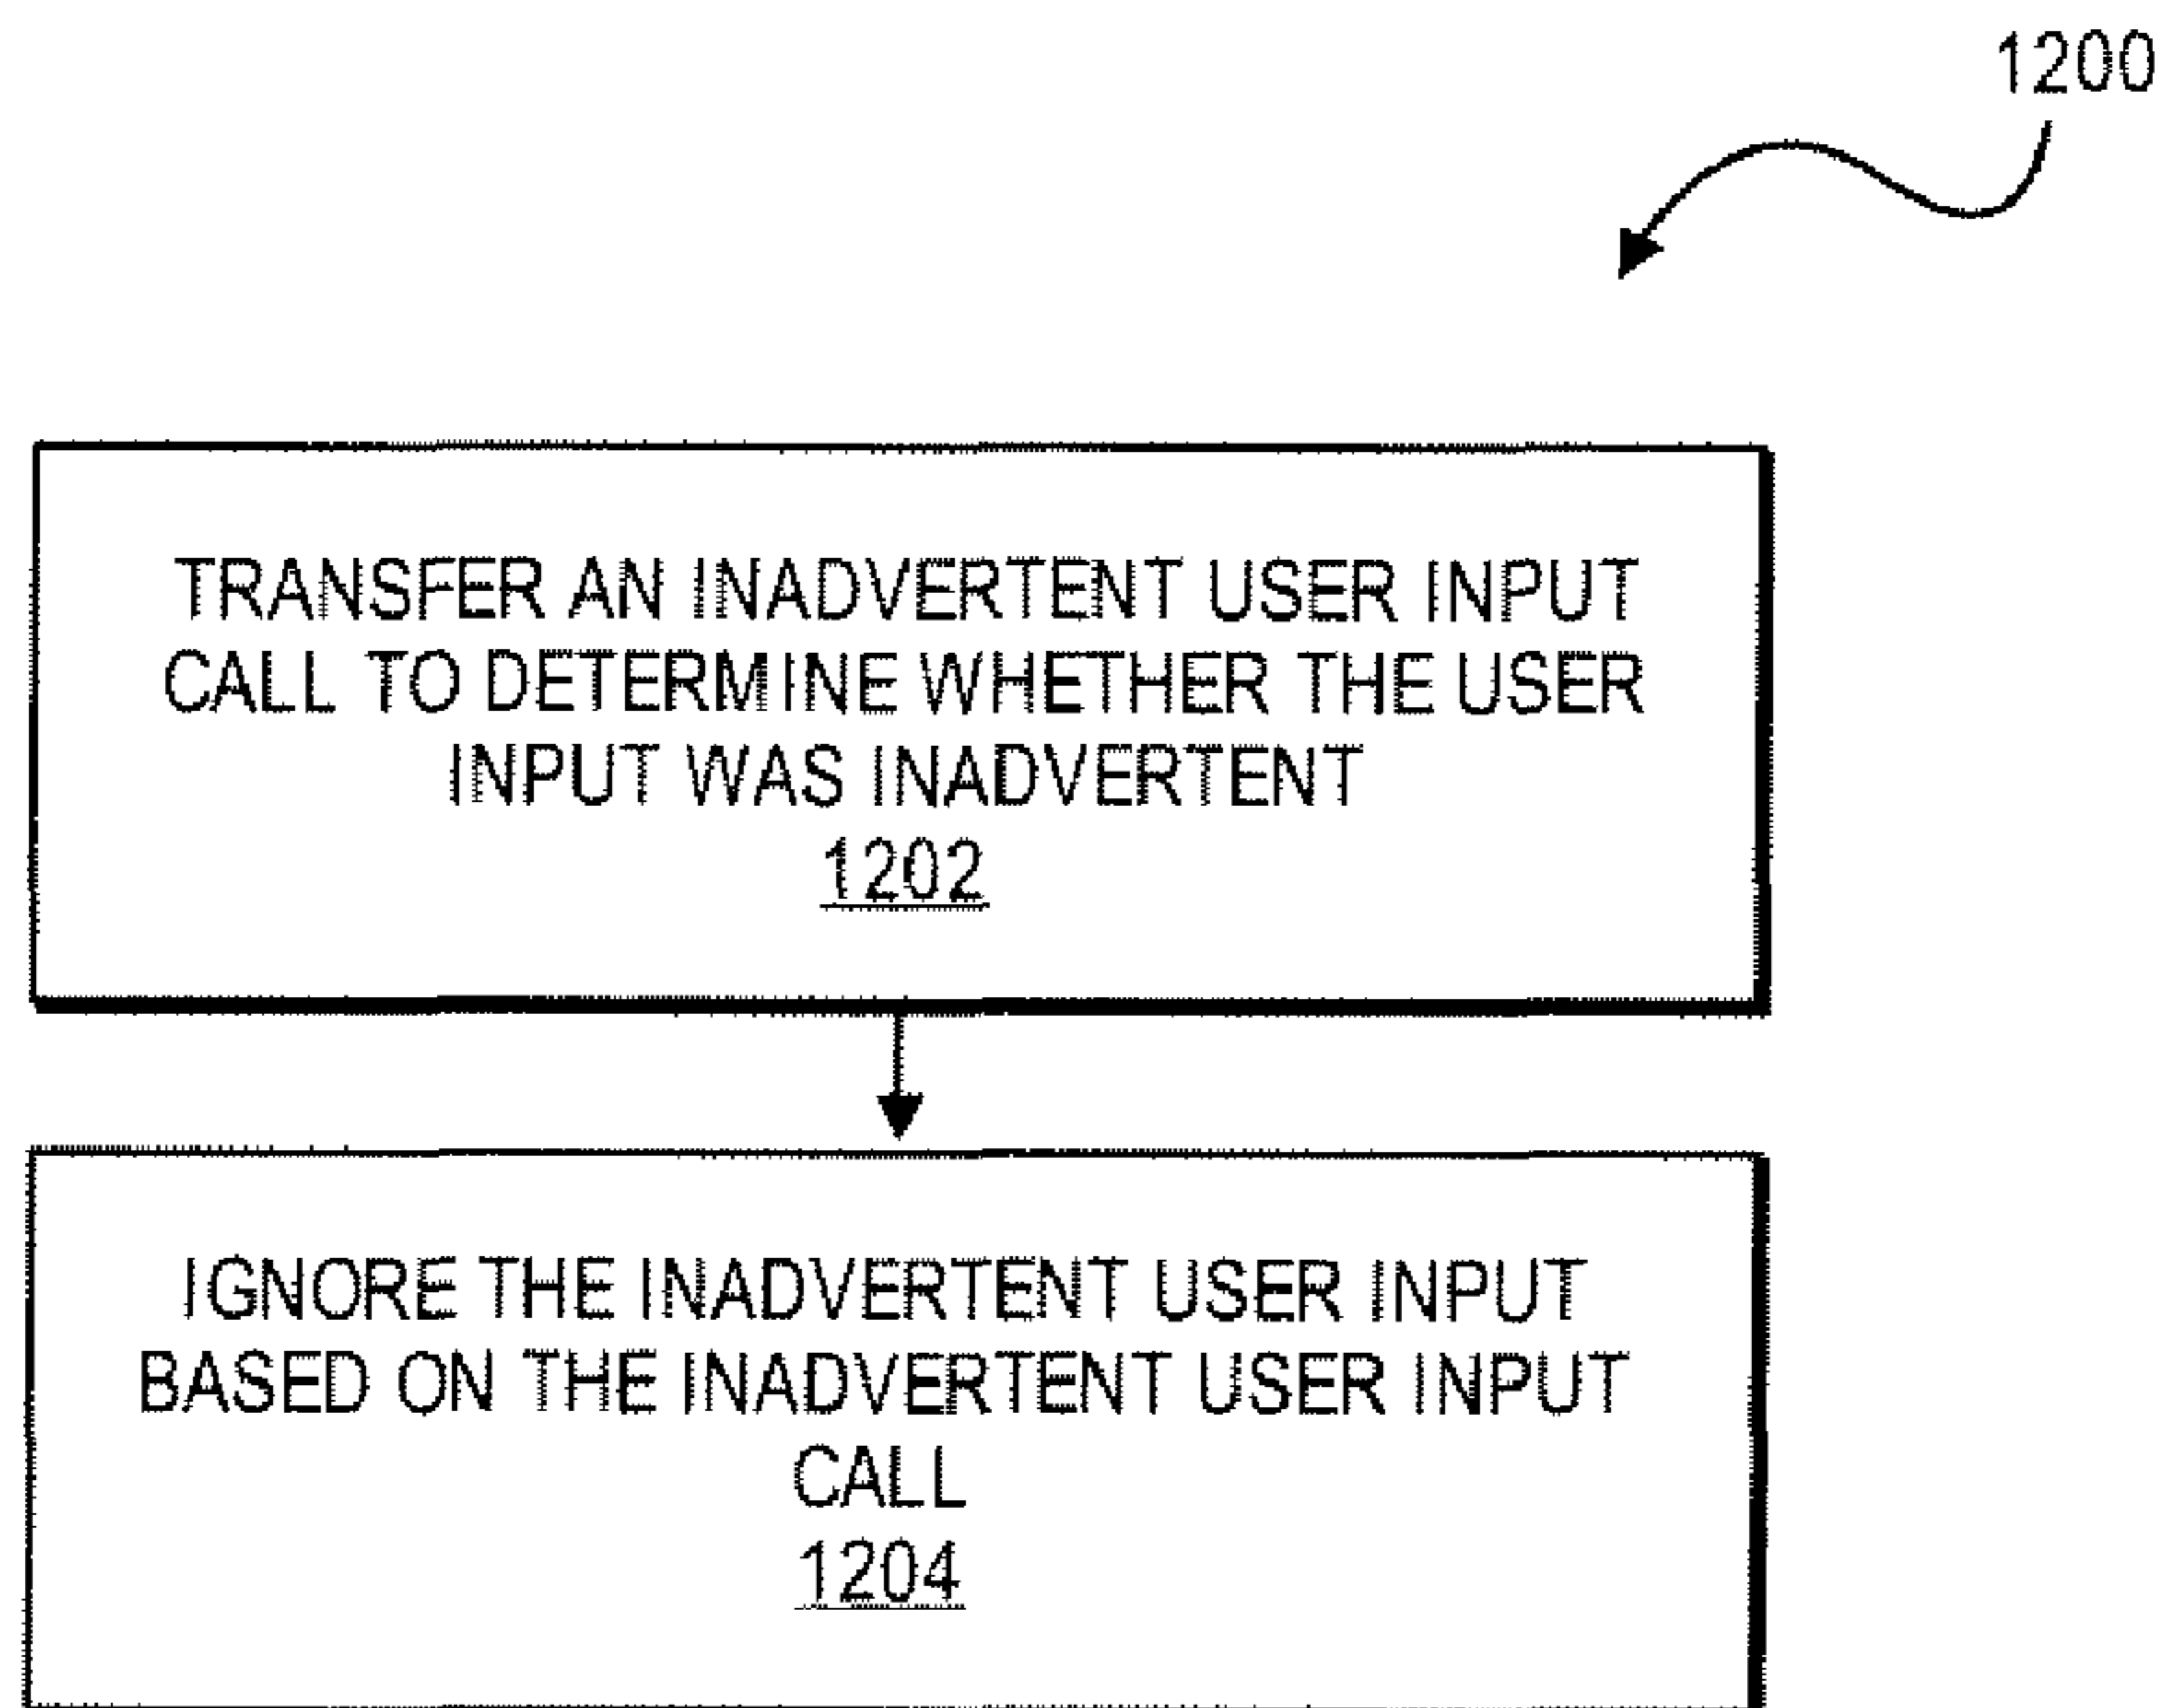 1200
TRANSFER AN INADVERTENT USER INPUT
CALL TO DETERMINE WHETHER THE USER
INPUT WAS INADVERTENT
1202
IGNORE THE INADVERTENT USER INPUT
BASED ON THE INADVERTENT USER INPUT
CALL
1204